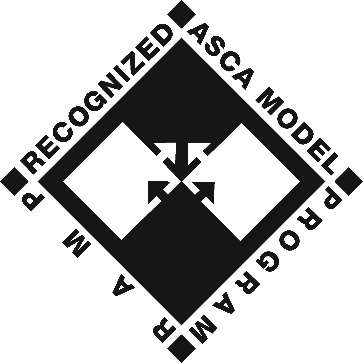 RECOGNIZED
ASCA MODEL
PROGRAM
RAMP